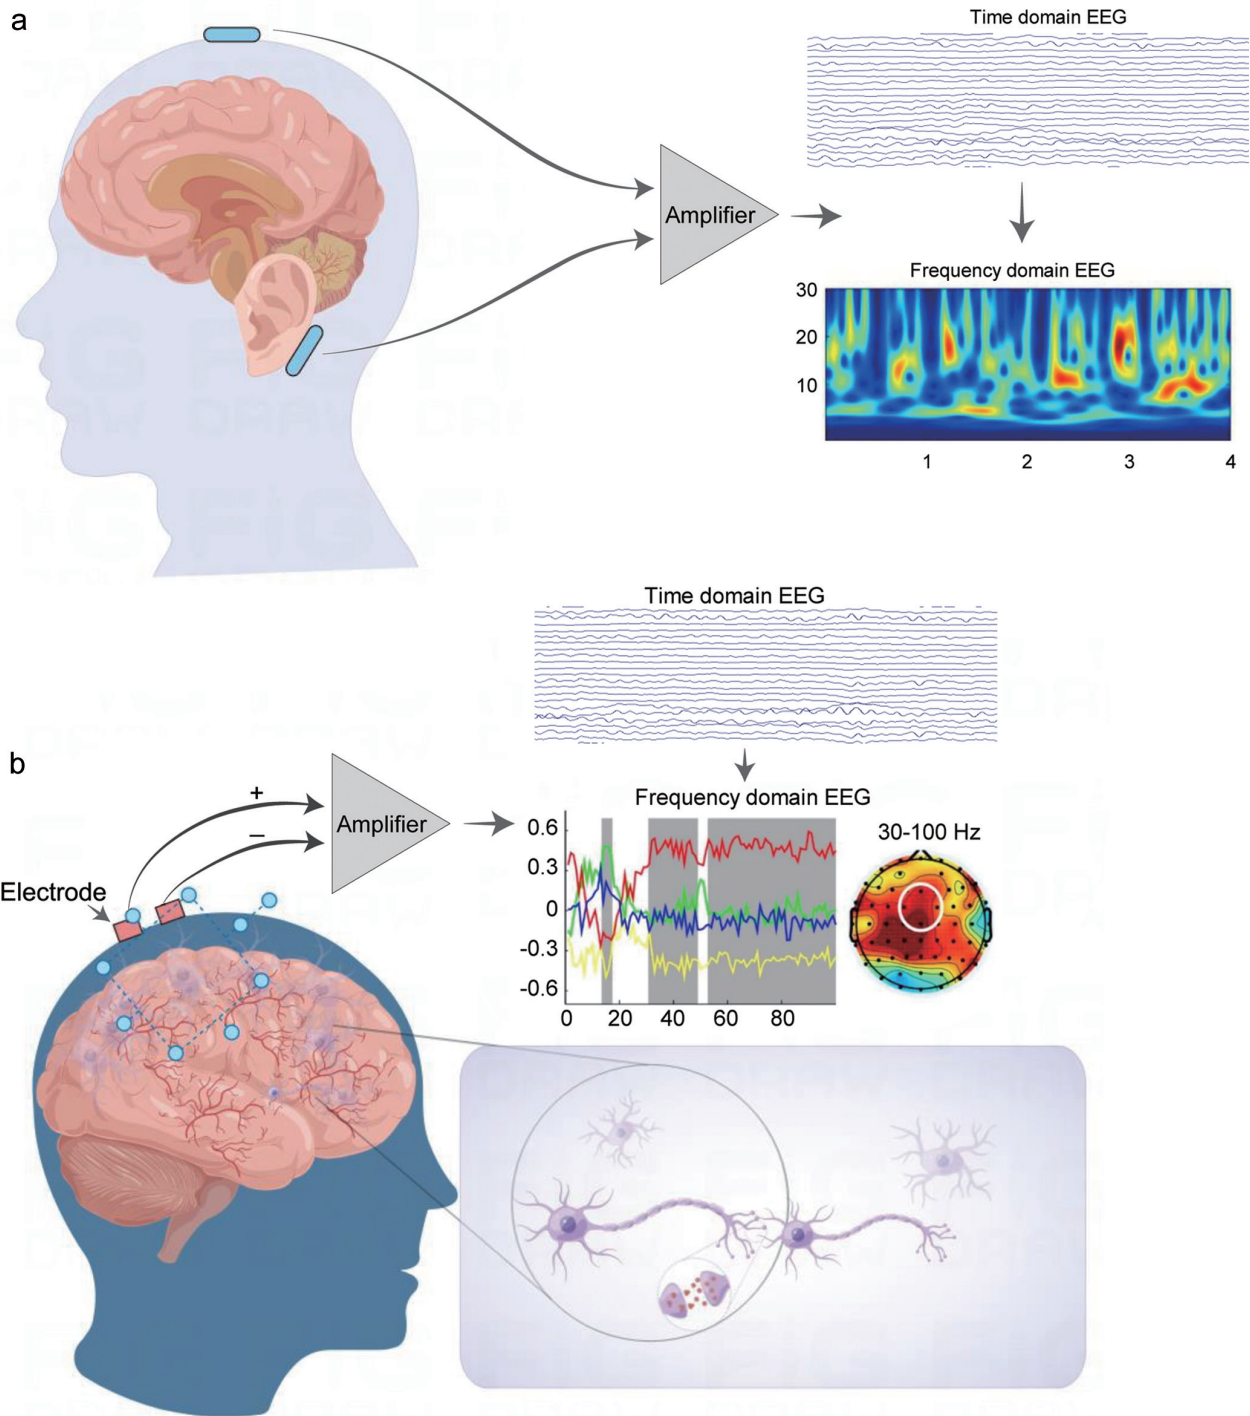 a
Time domain EEG
Amplifier
Frequency domain EEG
30
20
10
1 2 3 4
Time domain EEG
b
+
Amplifier
–
Frequency domain EEG
30-100 Hz
0.6
0.3
0
-0.3
-0.6
0 20 40 60 80
Electrode